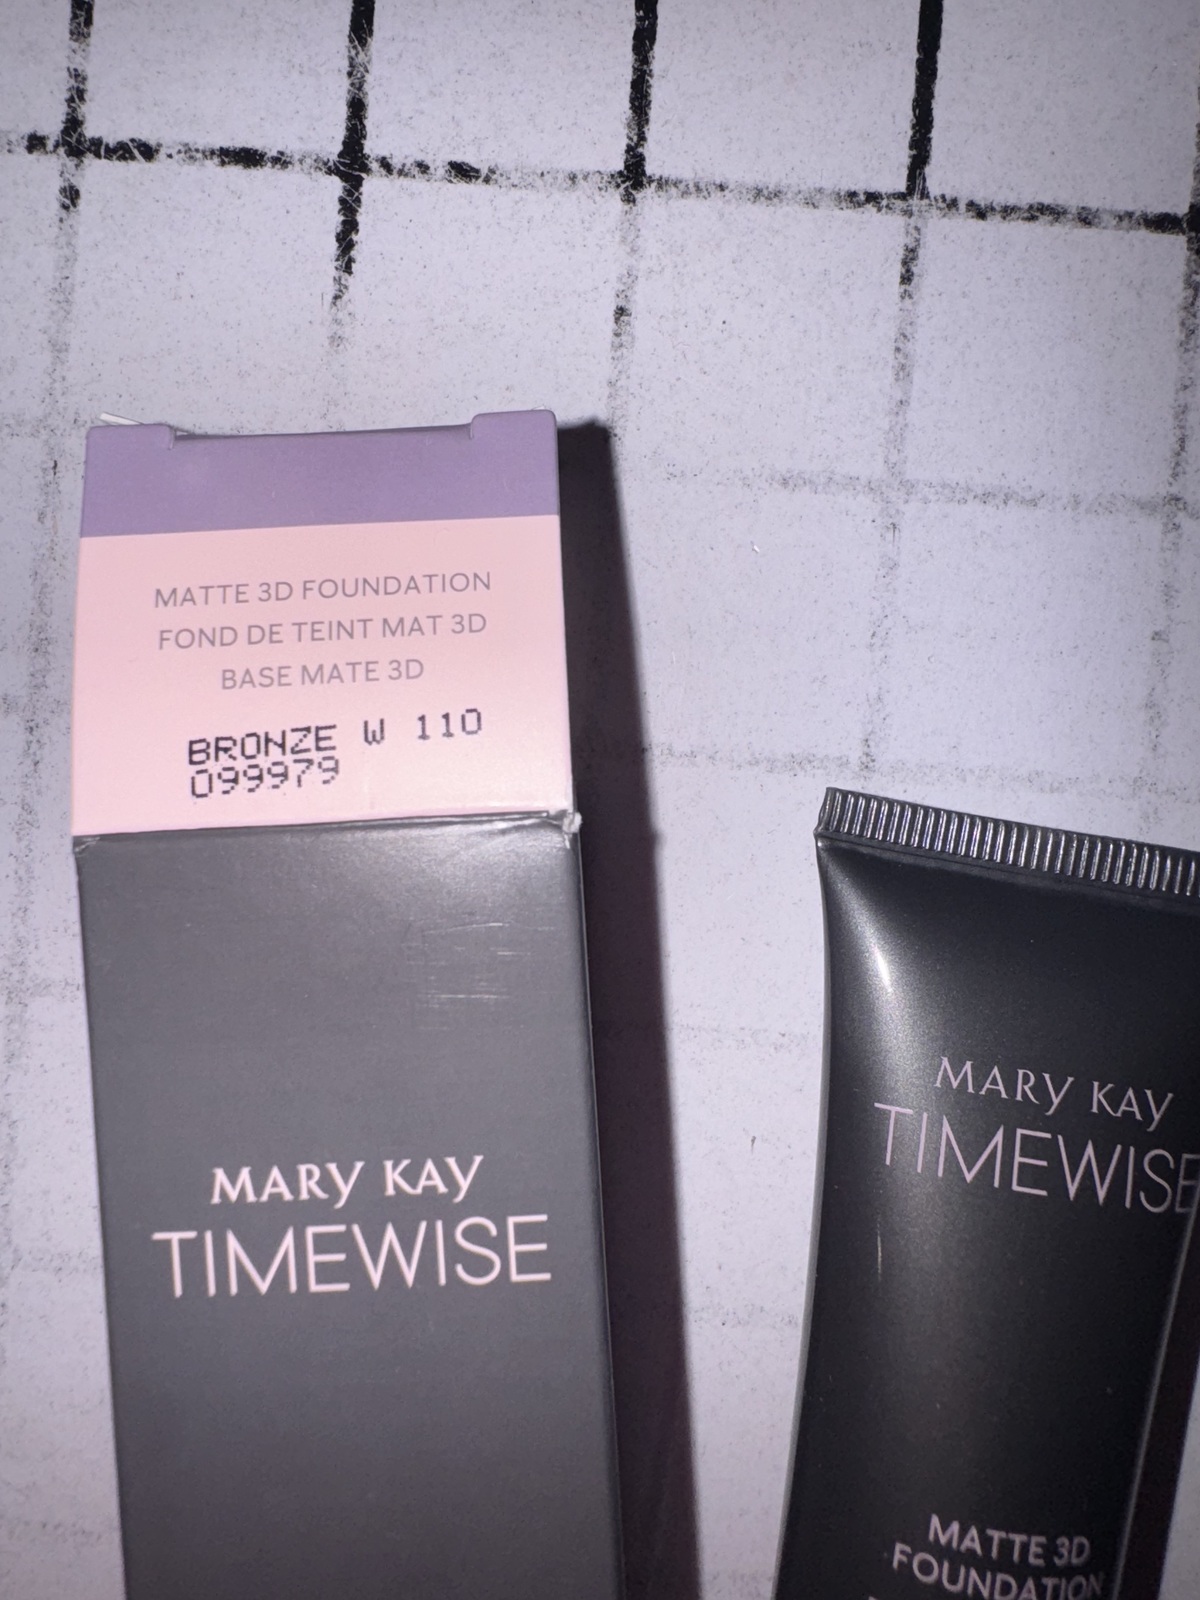 MATTE 3D FOUNDATION
FOND DE TEINT MAT 3D
BASE MATE 3D
BRONZE W 110
099979
MARY KAY
TIMEWISE
MARY KAY
TIMEWISE
MATTE 3D
FOUNDATION